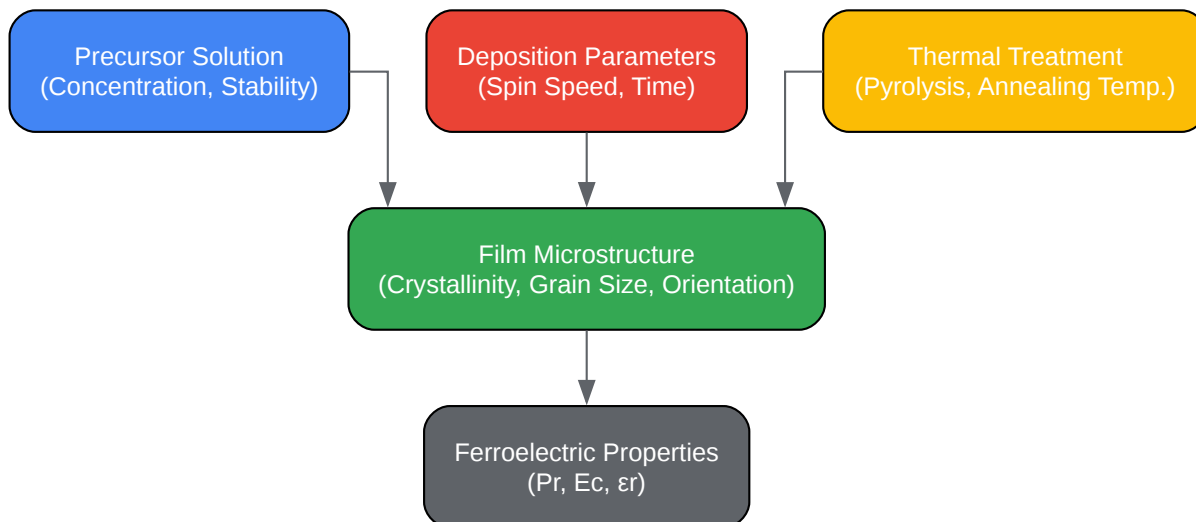 Precursor Solution
(Concentration, Stability)
Deposition Parameters
(Spin Speed, Time)
Thermal Treatment
(Pyrolysis, Annealing Temp.)
Film Microstructure
(Crystallinity, Grain Size, Orientation)
Ferroelectric Properties
(Pr, Ec, εr)